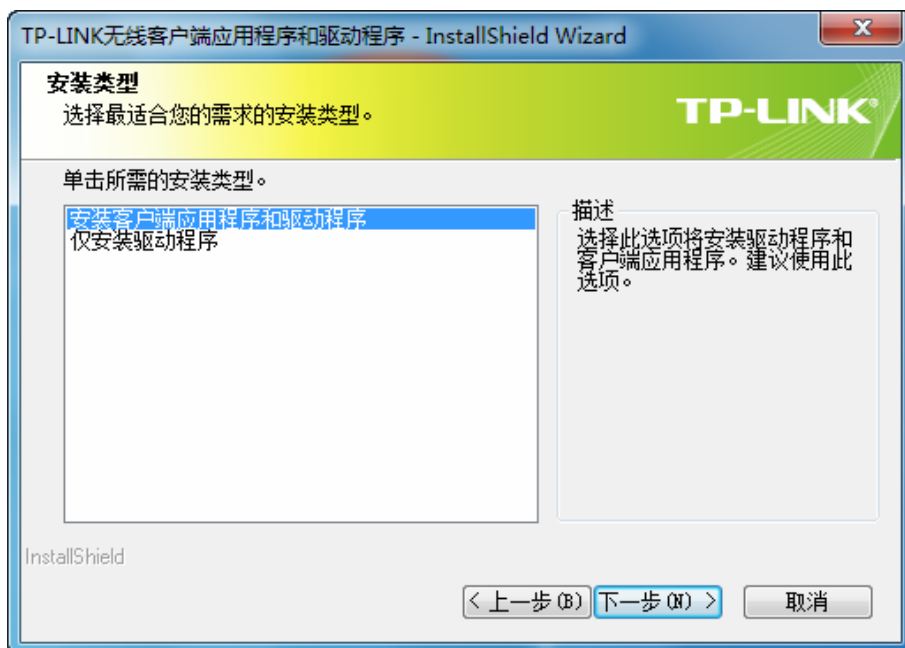 TP-LINK无线客户端应用程序和驱动程序 - InstallShield Wizard
安装类型
选择最适合您的需求的安装类型。
TP-LINK®
单击所需的安装类型。
安装客户端应用程序和驱动程序
仅安装驱动程序
描述
选择此选项将安装驱动程序和
客户端应用程序。建议使用此
选项。
InstallShield
< 上一步(B)
下一步(N) >
取消